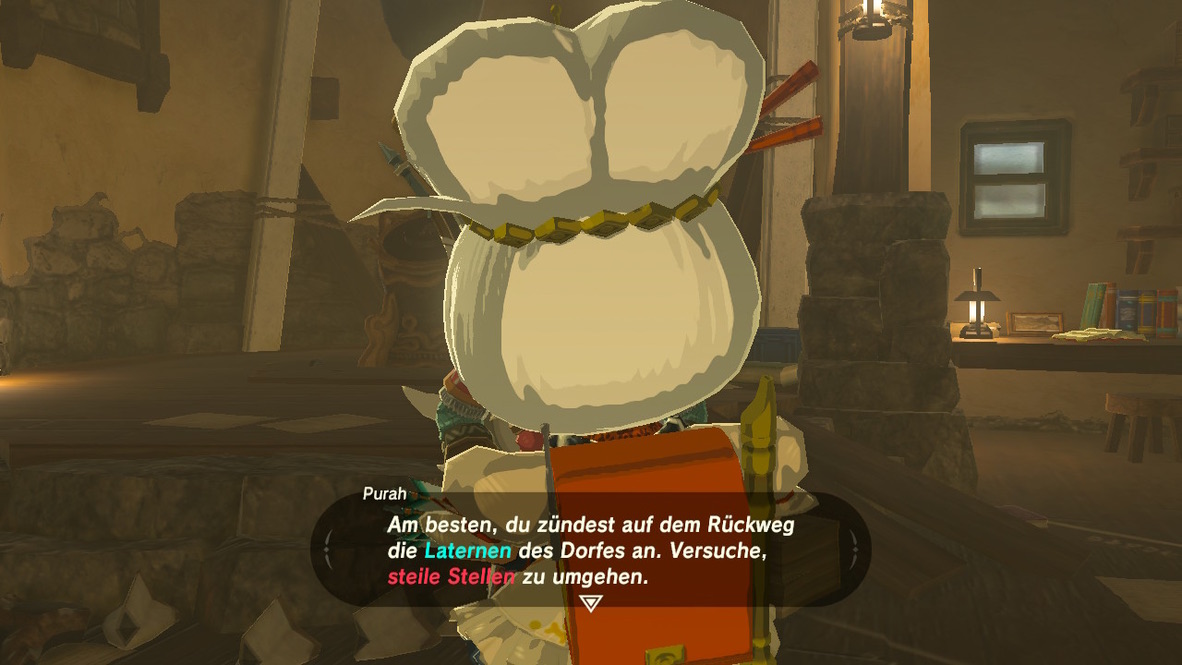 Purah
Am besten, du zündest auf dem Rückweg
die Laternen des Dorfes an. Versuche,
steile Stellen zu umgehen.